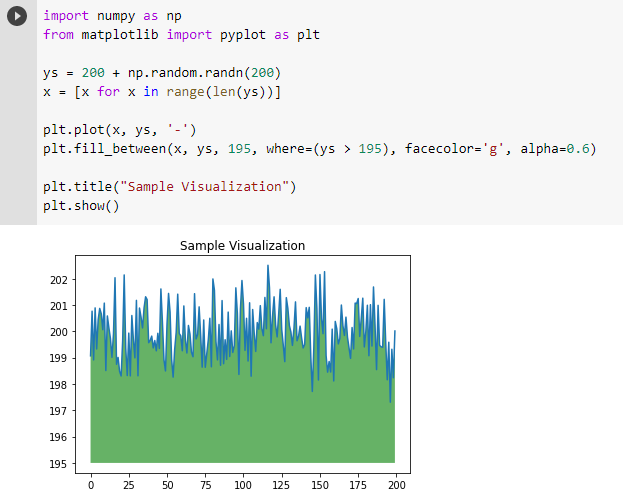 import numpy as np
from matplotlib import pyplot as plt
ys = 200 + np.random.randn(200)
x = [x for x in range(len(ys))]
plt.plot(x, ys, '-')
plt.fill_between(x, ys, 195, where=(ys > 195), facecolor='g', alpha=0.6)
plt.title("Sample Visualization")
plt.show()
Sample Visualization
202
201
200
199
198
197
196
195
0 25 50 75 100 125 150 175 200